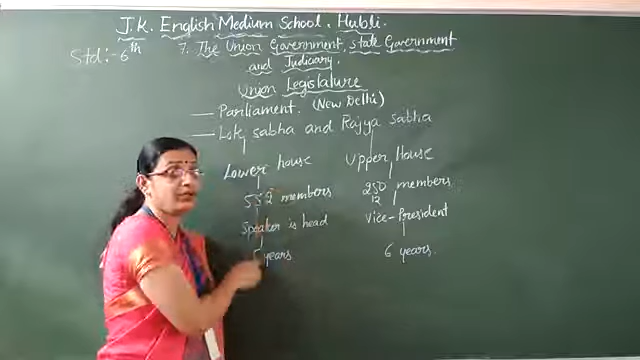 J.K. English Medium School, Hubli.
Std:- 6th
7. The Union Government, state Government
and Judiciary.
Union Legislature
— Parliament. (New Delhi)
— Lok sabha and Rajya sabha
Lower house Upper House
552 members 250 members
12
Speaker is head Vice-President
5 years 6 years.